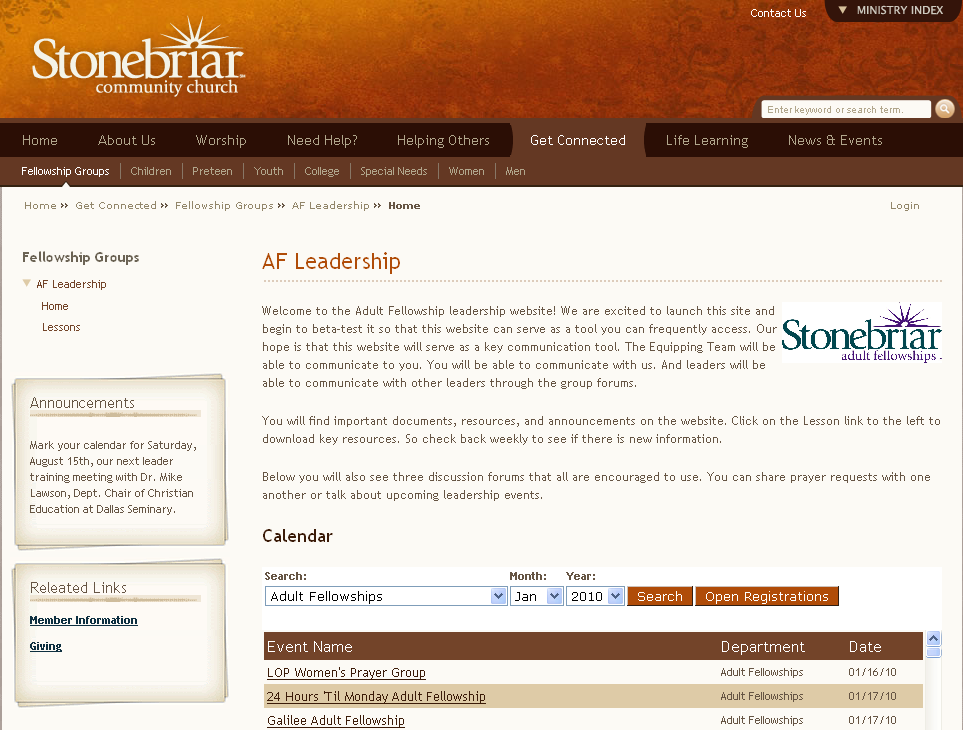 Contact Us
MINISTRY INDEX
Stonebriar
community church
Enter keyword or search term.
Home About Us Worship Need Help? Helping Others Get Connected Life Learning News & Events
Fellowship Groups Children Preteen Youth College Special Needs Women Men
Home ›› Get Connected ›› Fellowship Groups ›› AF Leadership ›› Home
Login
Fellowship Groups
AF Leadership
Home
Lessons
Announcements
Mark your calendar for Saturday,
August 15th, our next leader
training meeting with Dr. Mike
Lawson, Dept. Chair of Christian
Education at Dallas Seminary.
Releated Links
Member Information
Giving
AF Leadership
Welcome to the Adult Fellowship leadership website! We are excited to launch this site and
begin to beta-test it so that this website can serve as a tool you can frequently access. Our
hope is that this website will serve as a key communication tool. The Equipping Team will be
able to communicate to you. You will be able to communicate with us. And leaders will be
able to communicate with other leaders through the group forums.
Stonebriar
adult fellowships
You will find important documents, resources, and announcements on the website. Click on the Lesson link to the left to
download key resources. So check back weekly to see if there is new information.
Below you will also see three discussion forums that all are encouraged to use. You can share prayer requests with one
another or talk about upcoming leadership events.
Calendar
Search: Month: Year:
Adult Fellowships Jan 2010 Search Open Registrations
Event Name Department Date
LOP Women's Prayer Group Adult Fellowships 01/16/10
24 Hours 'Til Monday Adult Fellowship Adult Fellowships 01/17/10
Galilee Adult Fellowship Adult Fellowships 01/17/10